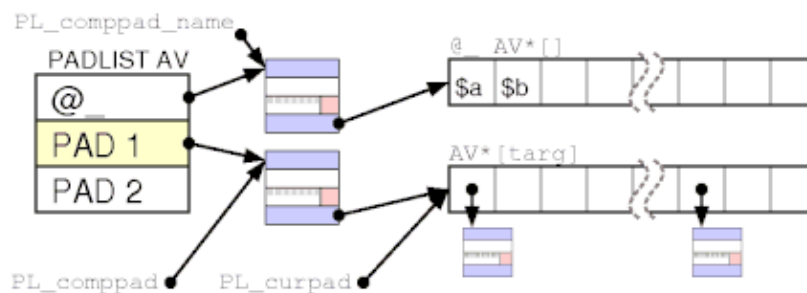 PL_comppad_name
PADLIST AV
@_ AV*[]
@_
$a $b
PAD 1
AV*[targ]
PAD 2
PL_comppad
PL_curpad